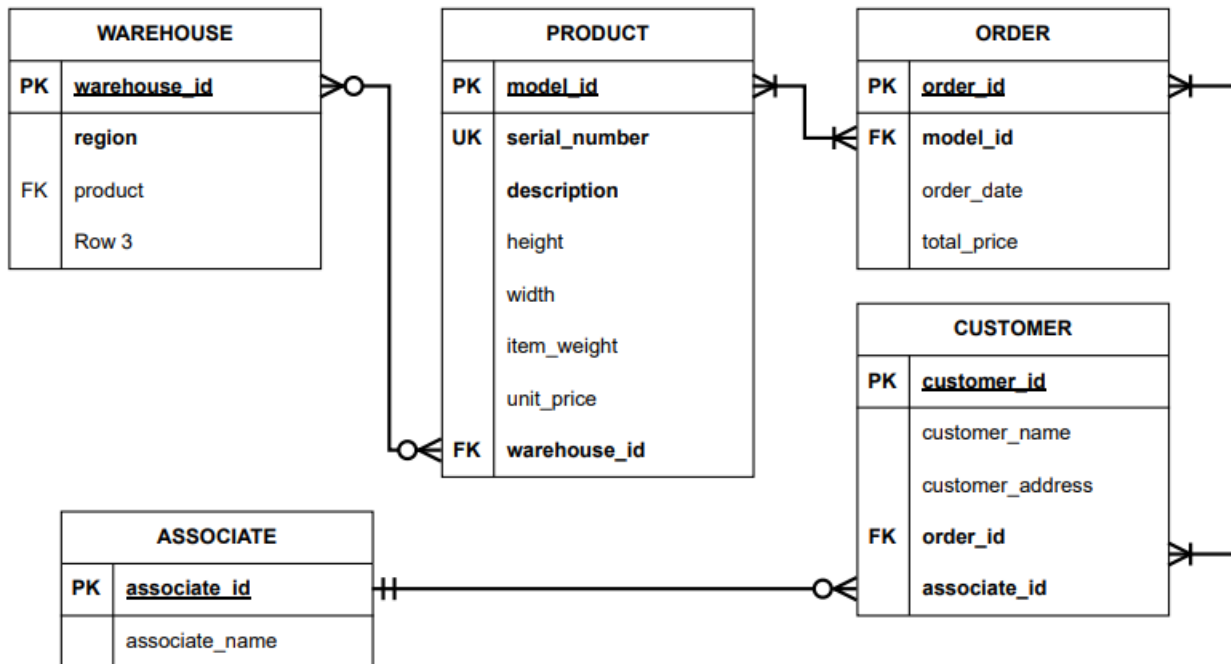 WAREHOUSE
PK warehouse_id
region
FK product
Row 3
PRODUCT
PK model_id
UK serial_number
description
height
width
item_weight
unit_price
FK warehouse_id
ORDER
PK order_id
FK model_id
order_date
total_price
CUSTOMER
PK customer_id
customer_name
customer_address
FK order_id
associate_id
ASSOCIATE
PK associate_id
associate_name